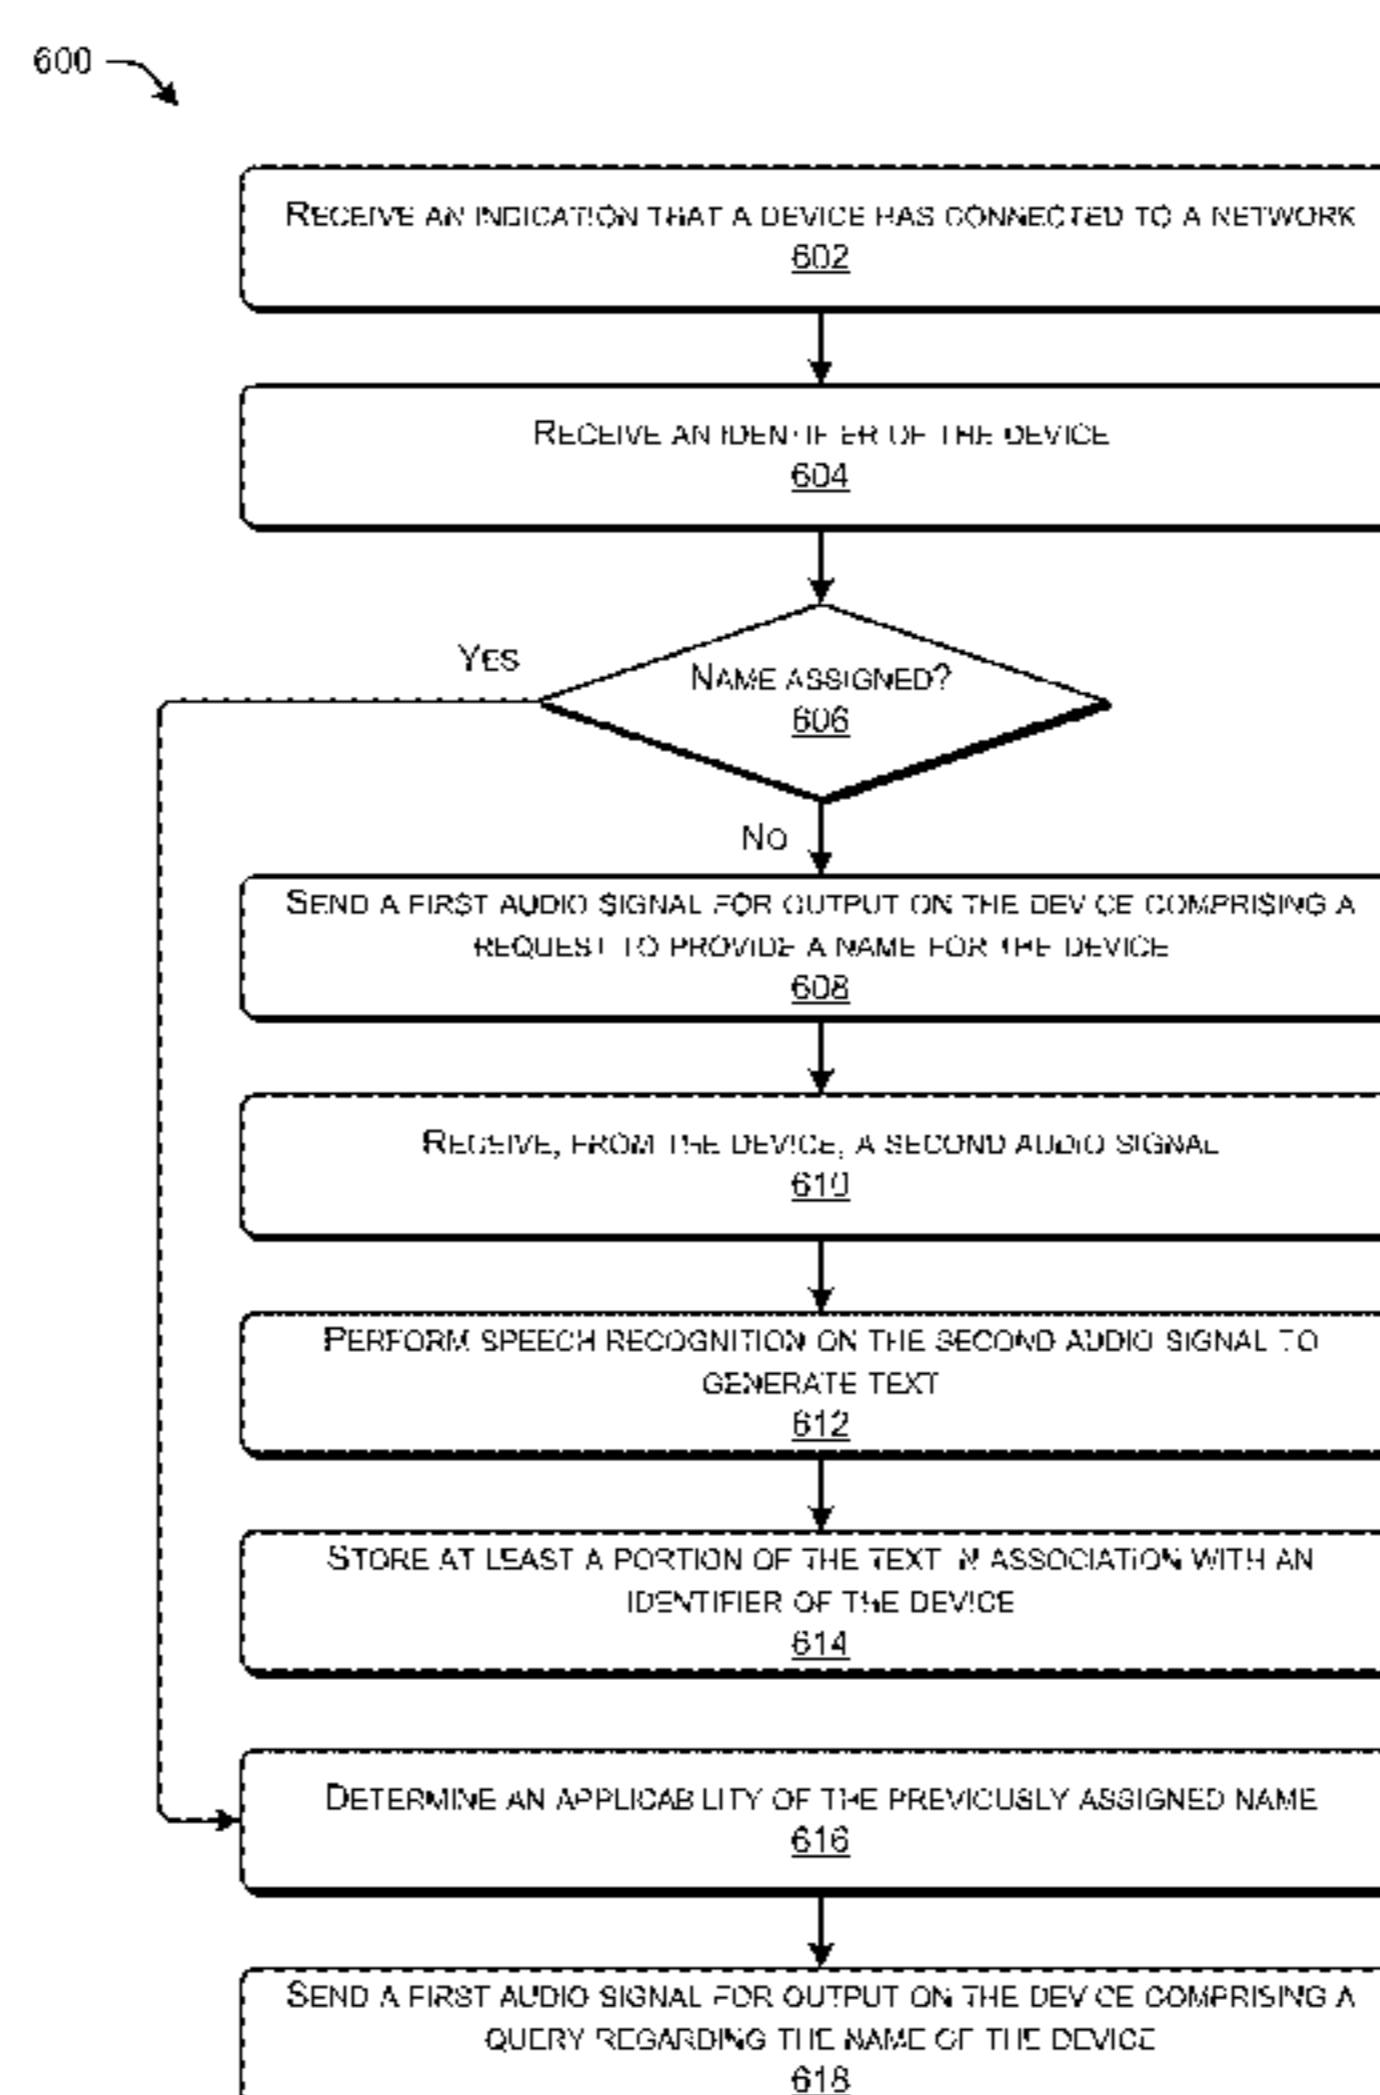 600
RECEIVE AN INDICATION THAT A DEVICE HAS CONNECTED TO A NETWORK
602
RECEIVE AN IDENTIFIER OF THE DEVICE
604
YES
NAME ASSIGNED?
606
NO
SEND A FIRST AUDIO SIGNAL FOR OUTPUT ON THE DEVICE COMPRISING A
REQUEST TO PROVIDE A NAME FOR THE DEVICE
608
RECEIVE, FROM THE DEVICE, A SECOND AUDIO SIGNAL
610
PERFORM SPEECH RECOGNITION ON THE SECOND AUDIO SIGNAL TO
GENERATE TEXT
612
STORE AT LEAST A PORTION OF THE TEXT IN ASSOCIATION WITH AN
IDENTIFIER OF THE DEVICE
614
DETERMINE AN APPLICABILITY OF THE PREVIOUSLY ASSIGNED NAME
616
SEND A FIRST AUDIO SIGNAL FOR OUTPUT ON THE DEVICE COMPRISING A
QUERY REGARDING THE NAME OF THE DEVICE
618